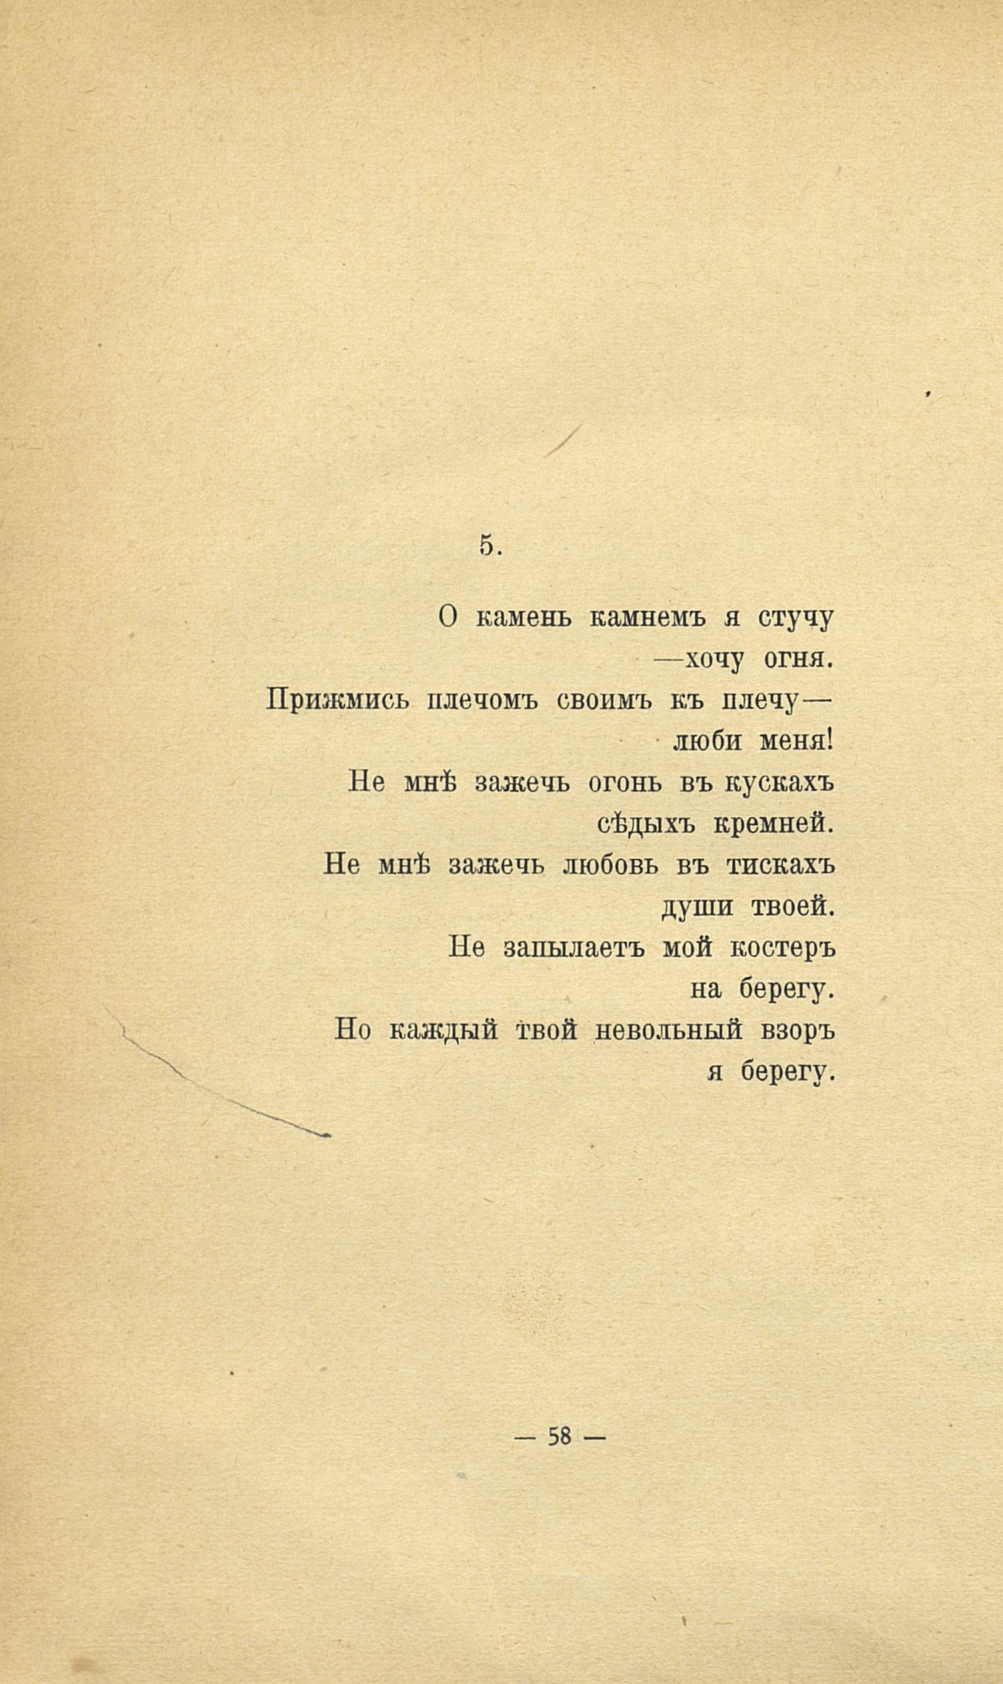 5.
О камень камнемъ я стучу
—хочу огня.
Прижмись плечомъ своимъ къ плечу—
люби меня!
Не мнѣ зажечь огонь въ кускахъ
сѣдыхъ кремней.
Не мнѣ зажечь любовь въ тискахъ
души твоей.
Не запылаетъ мой костеръ
на берегу.
Но каждый твой невольный взоръ
я берегу.
— 58 —